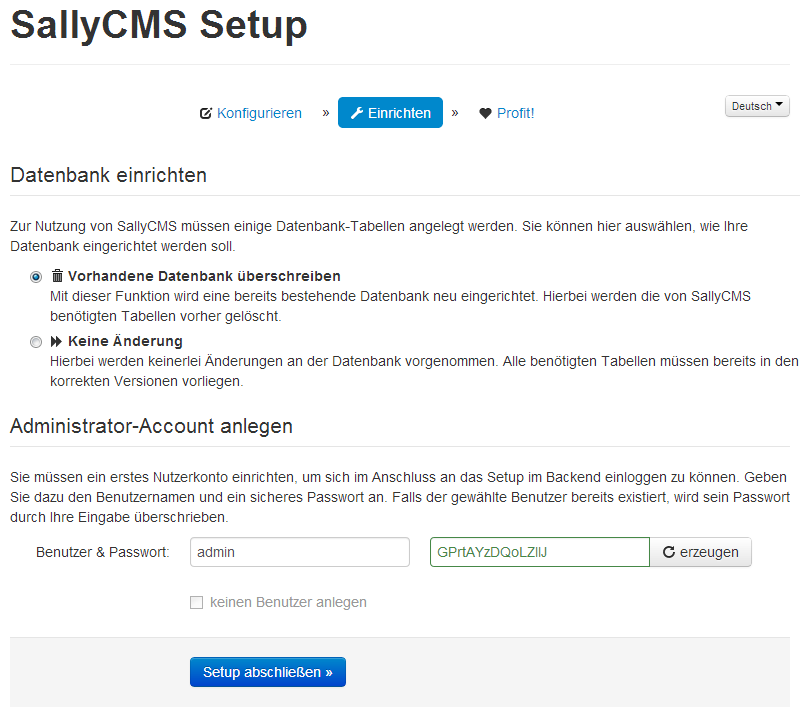 SallyCMS Setup
Konfigurieren » Einrichten » Profit!
Deutsch
Datenbank einrichten
Zur Nutzung von SallyCMS müssen einige Datenbank-Tabellen angelegt werden. Sie können hier auswählen, wie Ihre
Datenbank eingerichtet werden soll.
Vorhandene Datenbank überschreiben
Mit dieser Funktion wird eine bereits bestehende Datenbank neu eingerichtet. Hierbei werden die von SallyCMS
benötigten Tabellen vorher gelöscht.
Keine Änderung
Hierbei werden keinerlei Änderungen an der Datenbank vorgenommen. Alle benötigten Tabellen müssen bereits in den
korrekten Versionen vorliegen.
Administrator-Account anlegen
Sie müssen ein erstes Nutzerkonto einrichten, um sich im Anschluss an das Setup im Backend einloggen zu können. Geben
Sie dazu den Benutzernamen und ein sicheres Passwort an. Falls der gewählte Benutzer bereits existiert, wird sein Passwort
durch Ihre Eingabe überschrieben.
Benutzer & Passwort: admin GPrtAYzDQoLZIIJ erzeugen
keinen Benutzer anlegen
Setup abschließen »